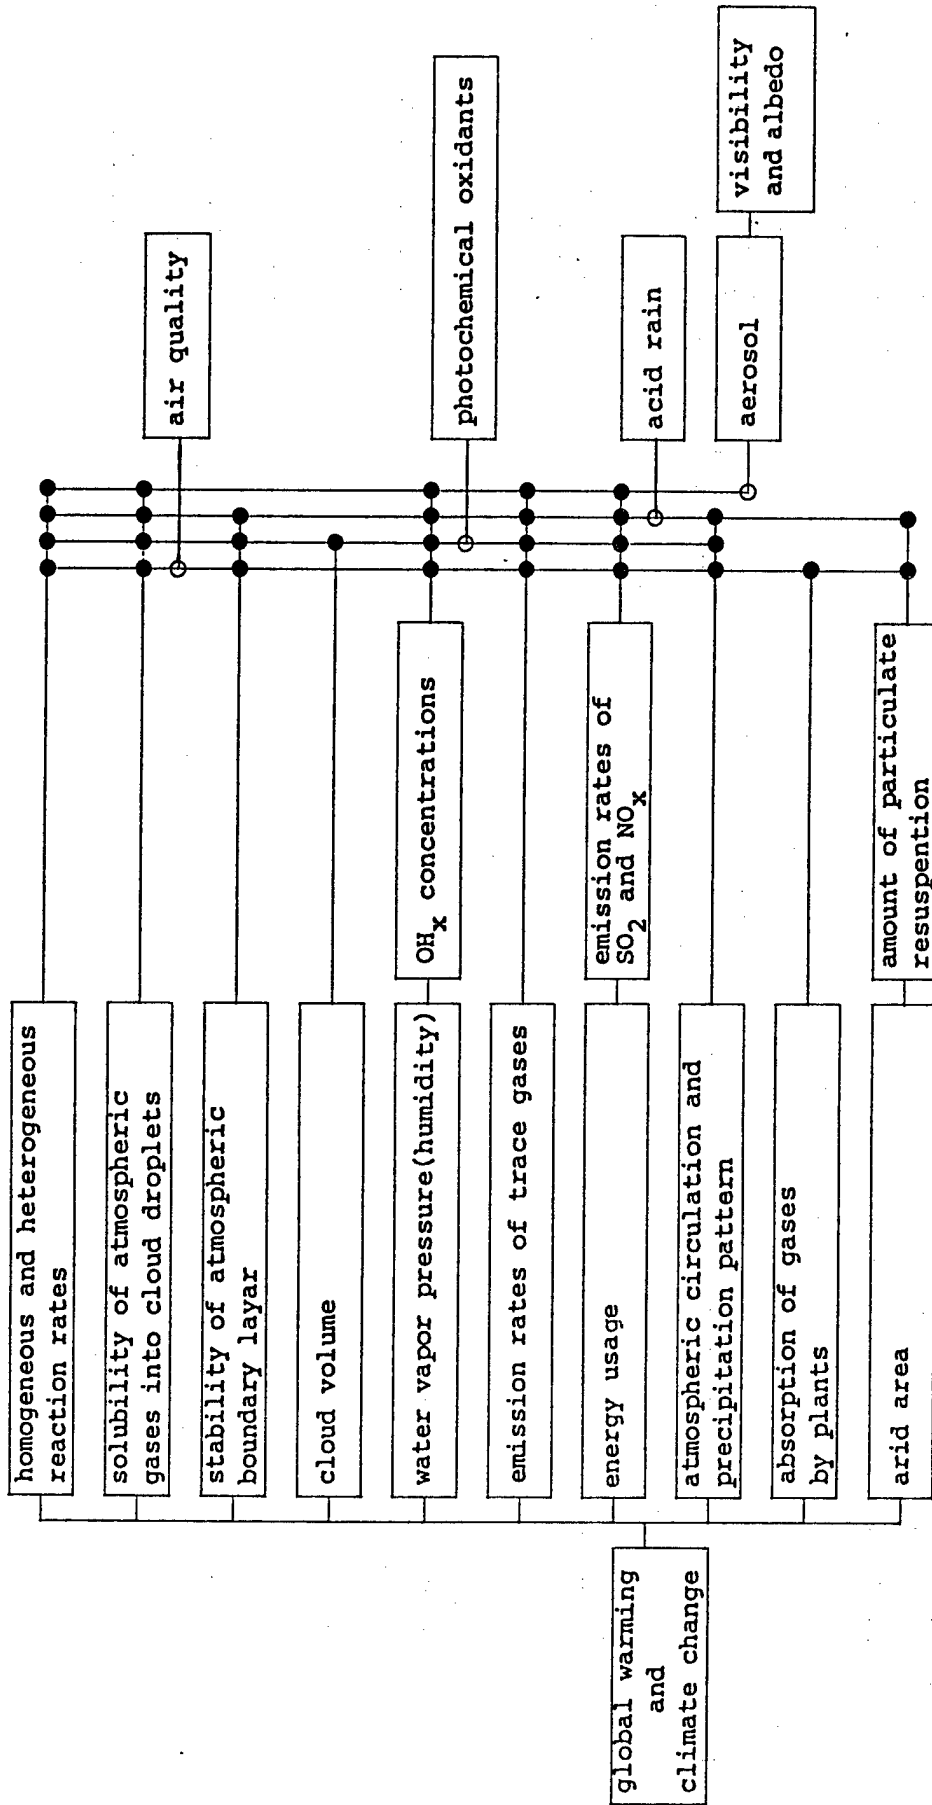 global warming
and
climate change
homogeneous and heterogeneous
reaction rates
solubility of atmospheric
gases into cloud droplets
stability of atmospheric
boundary layar
cloud volume
water vapor pressure(humidity)
emission rates of trace gases
energy usage
atmospheric circulation and
precipitation pattern
absorption of gases
by plants
arid area
OHx concentrations
emission rates of
SO2 and NOx
amount of particulate
resuspention
air quality
photochemical oxidants
acid rain
aerosol
visibility
and albedo